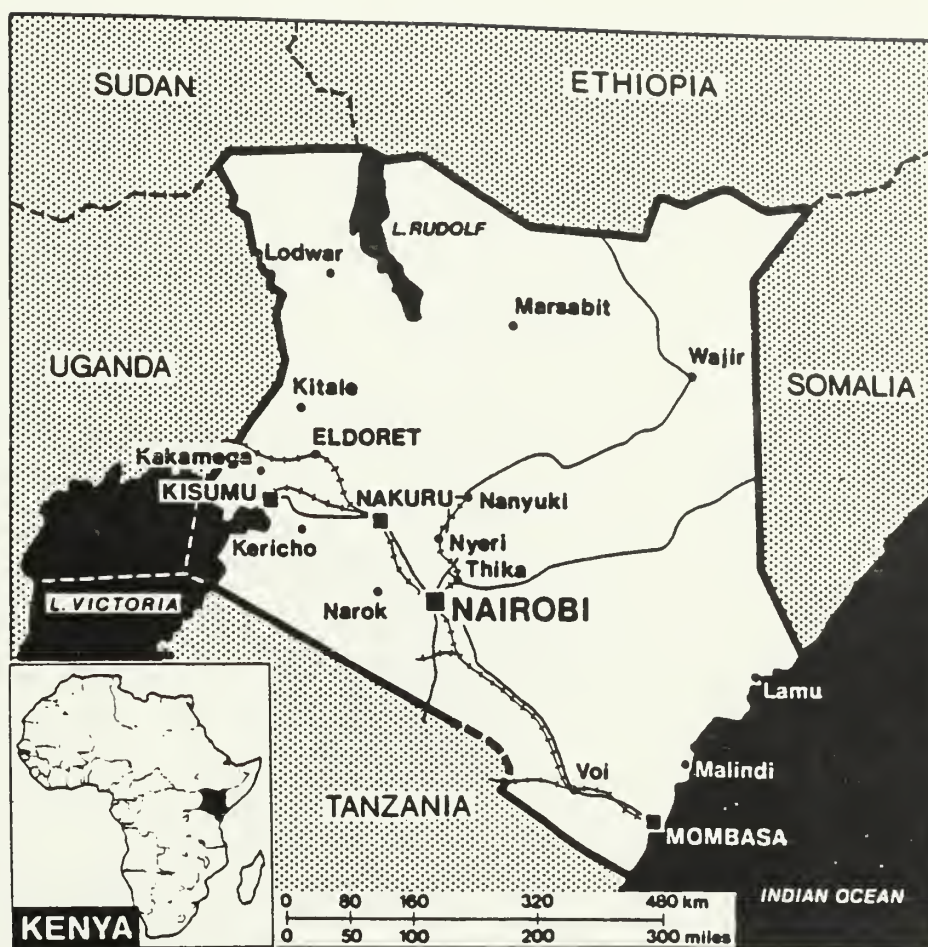 SUDAN
ETHIOPIA
L. RUDOLF
Lodwar
Marsabit
UGANDA
Wajir
SOMALIA
Kitale
ELDORET
Kakamega
KISUMU
NAKURU
Nanyuki
Kericho
Nyeri
Thika
L. VICTORIA
Narok
NAIROBI
Lamu
Voi
Malindi
TANZANIA
MOMBASA
INDIAN OCEAN
KENYA
0 80 160 320 480 km
0 50 100 200 300 miles